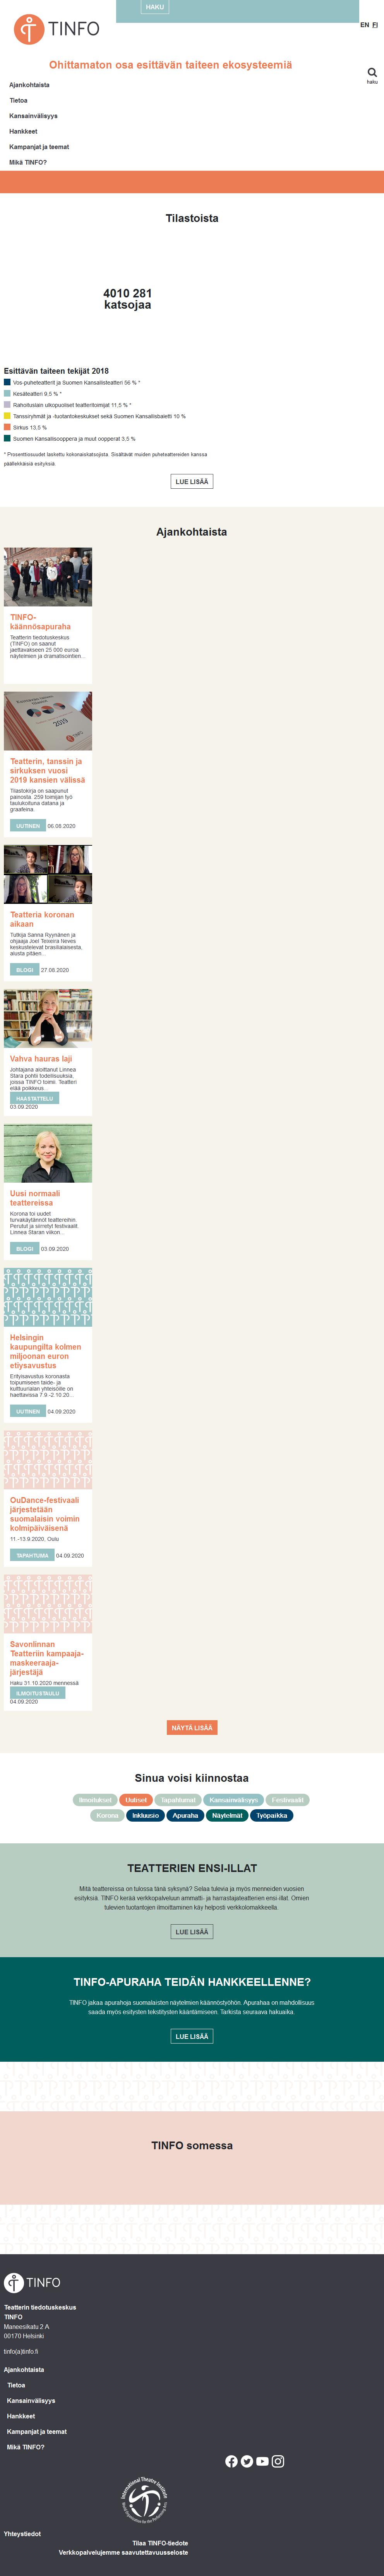 HAKU
TINFO
EN FI
Ohittamaton osa esittävän taiteen ekosysteemiä
haku
Ajankohtaista
Tietoa
Kansainvälisyys
Hankkeet
Kampanjat ja teemat
Mikä TINFO?
Tilastoista
4010 281
katsojaa
Esittävän taiteen tekijät 2018
Vos-puheteatterit ja Suomen Kansallisteatteri 56 % *
Kesäteatteri 9,5 % *
Rahoituslain ulkopuoliset teatteritoimijat 11,5 % *
Tanssiryhmät ja -tuotantokeskukset sekä Suomen Kansallisbaletti 10 %
Sirkus 13,5 %
Suomen Kansallisooppera ja muut oopperat 3,5 %
* Prosenttiosuudet laskettu kokonaiskatsojista. Sisältävät muiden puheteattereiden kanssa
päällekkäisiä esityksiä.
LUE LISÄÄ
Ajankohtaista
TINFO-
käännösapuraha
Teatterin tiedotuskeskus
(TINFO) on saanut
jaettavakseen 25 000 euroa
näytelmien ja dramatisointien...
2019
Teatterin, tanssin ja
sirkuksen vuosi
2019 kansien välissä
Tilastokirja on saapunut
painosta. 259 toimijan työ
taulukoituna datana ja
graafeina.
UUTINEN 06.08.2020
Teatteria koronan
aikaan
Tutkija Sanna Ryynänen ja
ohjaaja Joel Teixeira Neves
keskustelevat brasilialaisesta,
alusta pitäen...
BLOGI 27.08.2020
Vahva hauras laji
Johtajana aloittanut Linnea
Stara pohtii todellisuuksia,
joissa TINFO toimii. Teatteri
elää poikkeus...
HAASTATTELU
03.09.2020
Uusi normaali
teattereissa
Korona toi uudet
turvakäytännöt teattereihin.
Perutut ja siirretyt festivaalit.
Linnea Staran viikon...
BLOGI 03.09.2020
Helsingin
kaupungilta kolmen
miljoonan euron
etiysavustus
Erityisavustus koronasta
toipumiseen taide- ja
kulttuurialan yhteisöille on
haettavissa 7.9.-2.10.20...
UUTINEN 04.09.2020
OuDance-festivaali
järjestetään
suomalaisin voimin
kolmipäiväisenä
11.-13.9.2020, Oulu
TAPAHTUMA 04.09.2020
Savonlinnan
Teatteriin kampaaja-
maskeeraaja-
järjestäjä
Haku 31.10.2020 mennessä
ILMOITUSTAULU
04.09.2020
NÄYTÄ LISÄÄ
Sinua voisi kiinnostaa
Ilmoitukset Uutiset Tapahtumat Kansainvälisyys Festivaalit
Korona Inkluusio Apuraha Näytelmät Työpaikka
TEATTERIEN ENSI-ILLAT
Mitä teattereissa on tulossa tänä syksynä? Selaa tulevia ja myös menneiden vuosien
esityksiä. TINFO kerää verkkopalveluun ammatti- ja harrastajateatterien ensi-illat. Omien
tulevien tuotantojen ilmoittaminen käy helposti verkkolomakkeella.
LUE LISÄÄ
TINFO-APURAHA TEIDÄN HANKKEELLENNE?
TINFO jakaa apurahoja suomalaisten näytelmien käännöstyöhön. Apurahaa on mahdollisuus
saada myös esitysten tekstitysten kääntämiseen. Tarkista seuraava hakuaika.
LUE LISÄÄ
TINFO somessa
TINFO
Teatterin tiedotuskeskus
TINFO
Maneesikatu 2 A
00170 Helsinki
tinfo(a)tinfo.fi
Ajankohtaista
Tietoa
Kansainvälisyys
Hankkeet
Kampanjat ja teemat
Mikä TINFO?
International Theatre Institute
World Organization for the Performing Arts
Yhteystiedot
Tilaa TINFO-tiedote
Verkkopalvelujemme saavutettavuusseloste